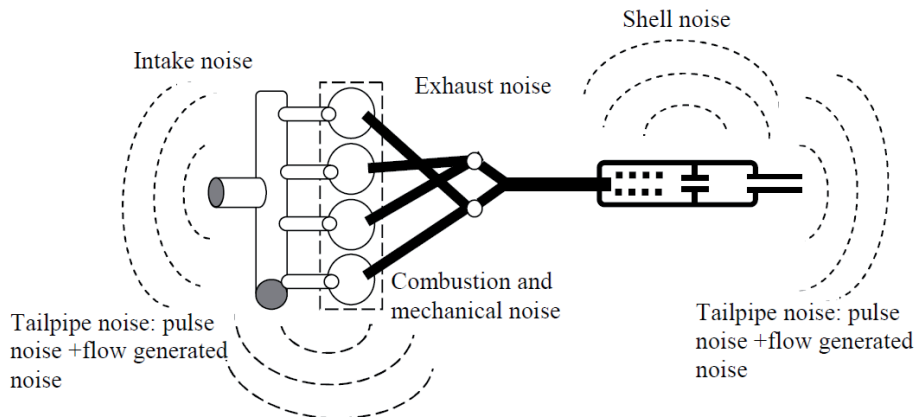 Shell noise
Intake noise
Exhaust noise
Combustion and
mechanical noise
Tailpipe noise: pulse
noise +flow generated
noise
Tailpipe noise: pulse
noise +flow generated
noise